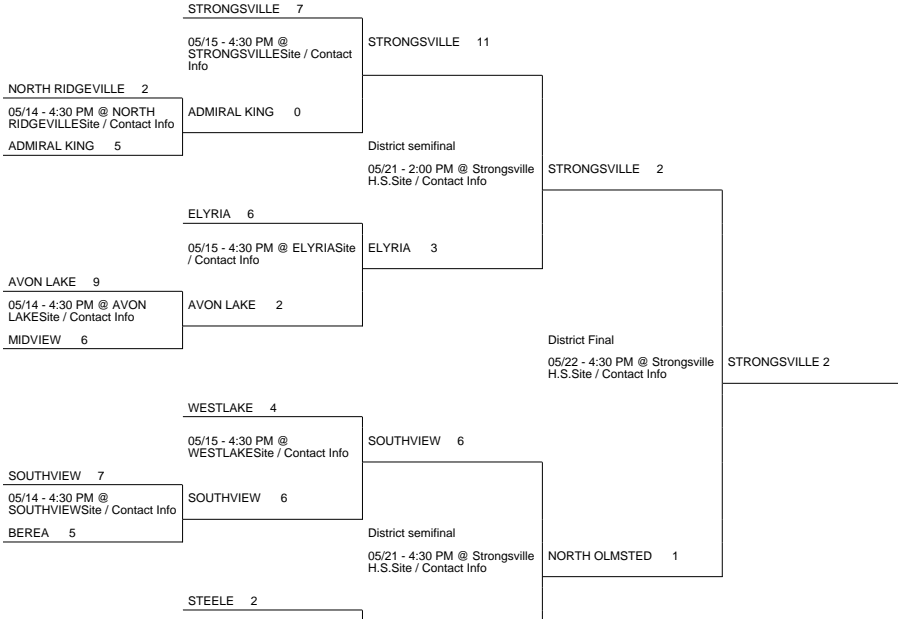 STRONGSVILLE 7
05/15 - 4:30 PM @
STRONGSVILLESite / Contact
Info
STRONGSVILLE 11
NORTH RIDGEVILLE 2
05/14 - 4:30 PM @ NORTH
RIDGEVILLESite / Contact Info
ADMIRAL KING 0
ADMIRAL KING 5
District semifinal
05/21 - 2:00 PM @ Strongsville
H.S.Site / Contact Info
STRONGSVILLE 2
ELYRIA 6
05/15 - 4:30 PM @ ELYRIASite
/ Contact Info
ELYRIA 3
AVON LAKE 9
05/14 - 4:30 PM @ AVON
LAKESite / Contact Info
AVON LAKE 2
MIDVIEW 6
District Final
05/22 - 4:30 PM @ Strongsville
H.S.Site / Contact Info
STRONGSVILLE 2
WESTLAKE 4
05/15 - 4:30 PM @
WESTLAKESite / Contact Info
SOUTHVIEW 6
SOUTHVIEW 7
05/14 - 4:30 PM @
SOUTHVIEWSite / Contact Info
SOUTHVIEW 6
BEREA 5
District semifinal
05/21 - 4:30 PM @ Strongsville
H.S.Site / Contact Info
NORTH OLMSTED 1
STEELE 2